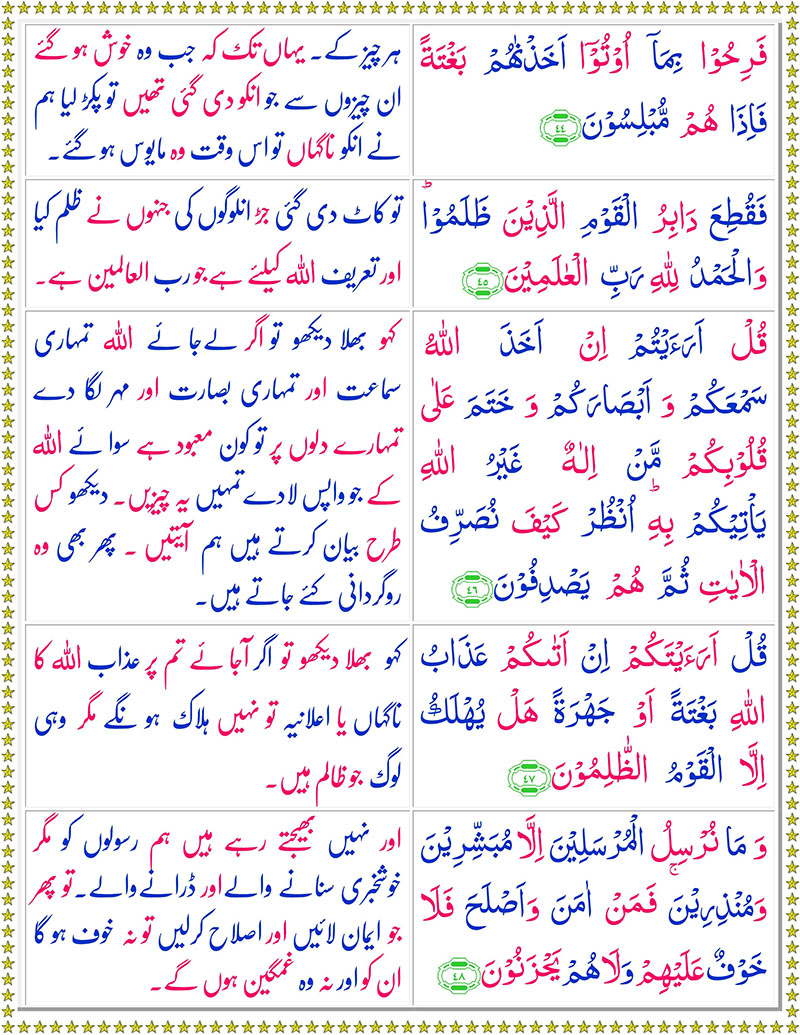 فَرِحُوۡا بِمَاۤ اُوۡتُوۡۤا اَخَذۡنٰهُمۡ بَغۡتَةً
فَاِذَا هُمۡ مُّبۡلِسُوۡنَ ﴿۴۴﴾
ہر چیز کے۔ یہاں تک کہ جب وہ خوش ہو گئے
ان چیزوں سے جو انکو دی گئی تھیں تو پکڑ لیا ہم
نے انکو ناگہاں تو اس وقت وہ مایوس ہو گئے۔
فَقُطِعَ دَابِرُ الۡقَوۡمِ الَّذِيۡنَ ظَلَمُوۡا ؕ
وَالۡحَمۡدُ لِلّٰهِ رَبِّ الۡعٰلَمِيۡنَ ﴿۴۵﴾
تو کاٹ دی گئی جڑ انلوگوں کی جنہوں نے ظلم کیا
اور تعریف اللہ کیلئے ہے جو رب العالمین ہے۔
قُلۡ اَرَءَيۡتُمۡ اِنۡ اَخَذَ اللّٰهُ
سَمۡعَكُمۡ وَ اَبۡصَارَكُمۡ وَ خَتَمَ عَلٰى
قُلُوۡبِكُمۡ مَّنۡ اِلٰهٌ غَيۡرُ اللّٰهِ
يَاۡتِيۡكُمۡ بِهٖ ؕ اُنْظُرۡ كَيۡفَ نُصَرِّفُ
الۡاٰيٰتِ ثُمَّ هُمۡ يَصۡدِفُوۡنَ ﴿۴۶﴾
کہو بھلا دیکھو تو اگر لے جائے اللہ تمہاری
سماعت اور تمہاری بصارت اور مہر لگا دے
تمہارے دلوں پر تو کون معبود ہے سوائے اللہ
کے جو واپس لا دے تمہیں یہ چیزیں۔ دیکھو کس
طرح بیان کرتے ہیں ہم آیتیں ۔ پھر بھی وہ
روگردانی کئے جاتے ہیں۔
قُلۡ اَرَءَيۡتَكُمۡ اِنۡ اَتٰٮكُمۡ عَذَابُ
اللّٰهِ بَغۡتَةً اَوۡ جَهۡرَةً هَلۡ يُهۡلَكُ
اِلَّا الۡقَوۡمُ الظّٰلِمُوۡنَ ﴿۴۷﴾
کہو بھلا دیکھو تو اگر آجائے تم پر عذاب اللہ کا
ناگہاں یا اعلانیہ تو نہیں ہلاک ہونگے مگر وہی
لوگ جو ظالم ہیں۔
وَ مَا نُرۡسِلُ الۡمُرۡسَلِيۡنَ اِلَّا مُبَشِّرِيۡنَ
وَمُنۡذِرِيۡنَ ۚ فَمَنۡ اٰمَنَ وَاَصۡلَحَ فَلَا
خَوۡفٌ عَلَيۡهِمۡ وَلَا هُمۡ يَحۡزَنُوۡنَ ﴿۴۸﴾
اور نہیں بھیجتے رہے ہیں ہم رسولوں کو مگر
خوشخبری سنانے والے اور ڈرانے والے۔ تو پھر
جو ایمان لائیں اور اصلاح کرلیں تو نہ خوف ہو گا
ان کو اور نہ وہ غمگین ہوں گے۔